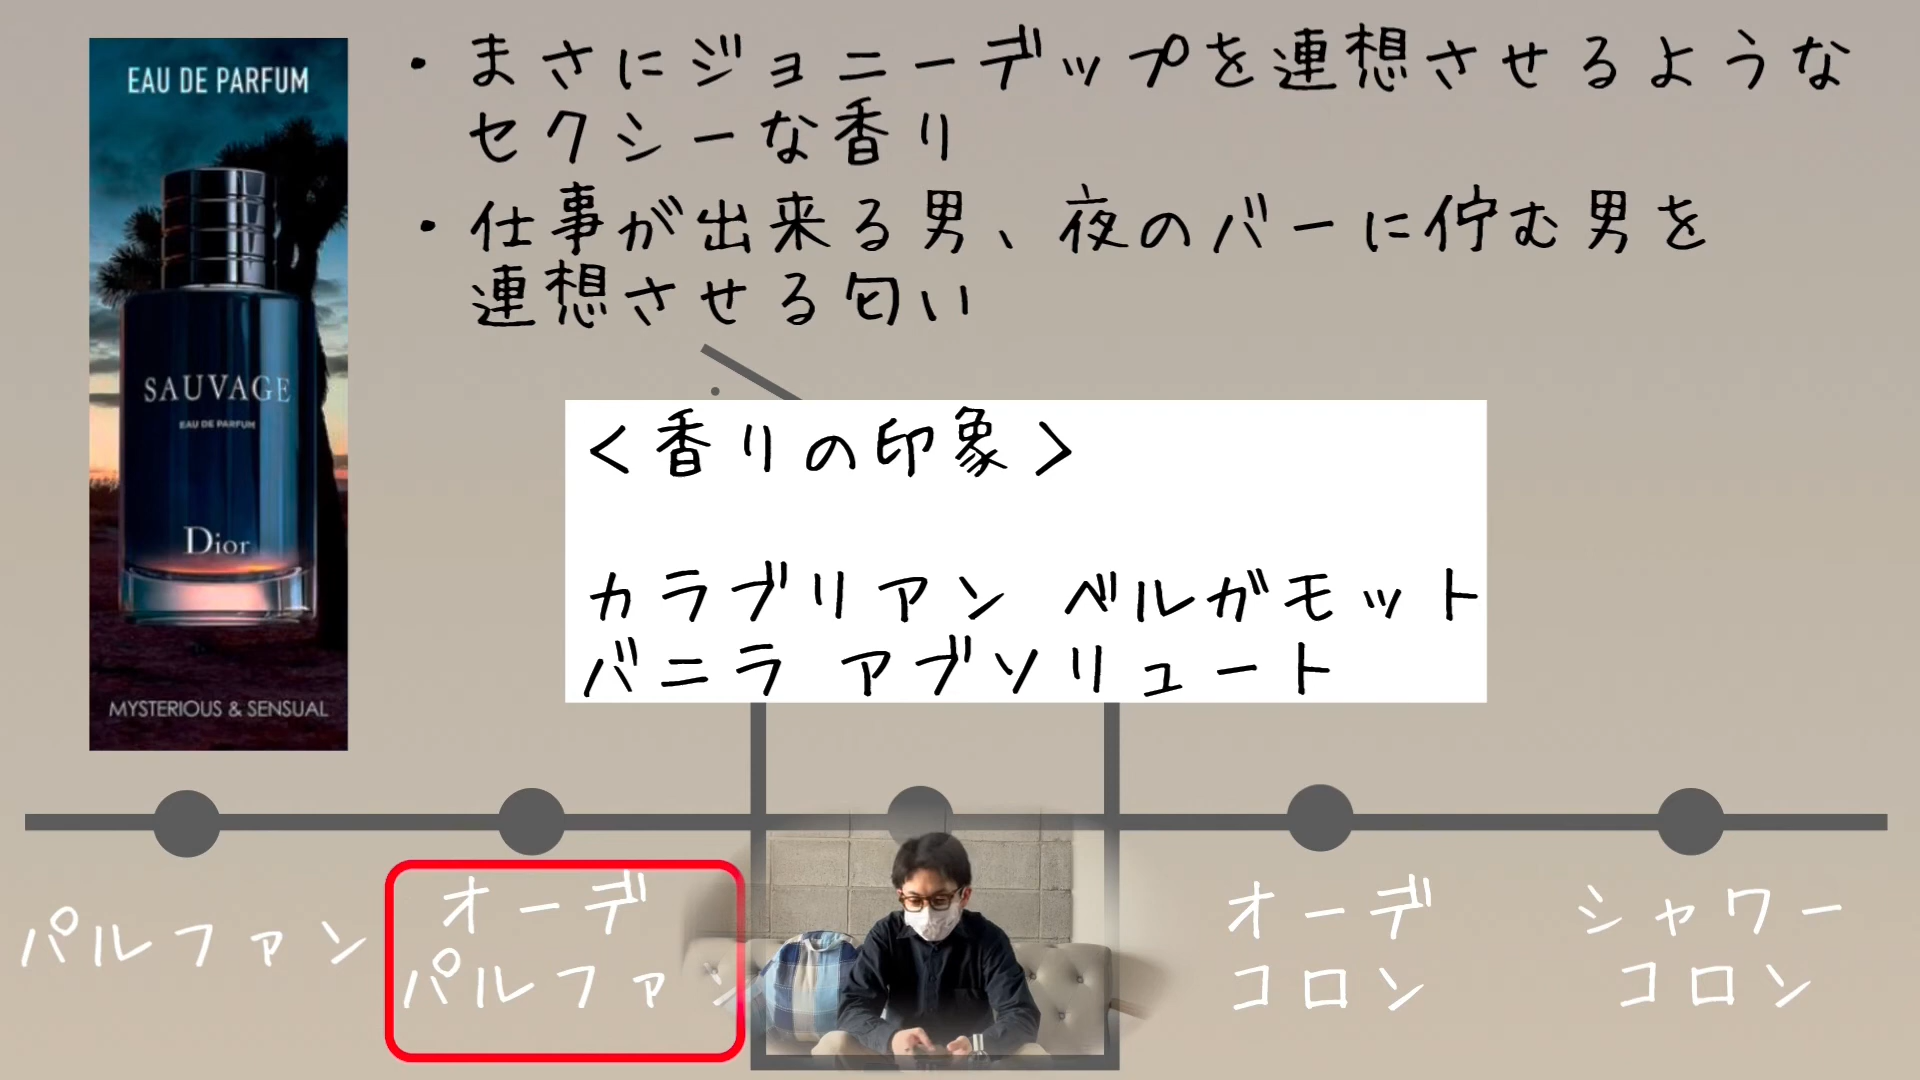 EAU DE PARFUM
SAUVAGE
EAU DE PARFUM
Dior
MYSTERIOUS & SENSUAL
・まさにジョニーデップを連想させるような
セクシーな香り
・仕事が出来る男、夜のバーに佇む男を
連想させる匂い
<香りの印象>
カラブリアン ベルガモット
バニラ アブソリュート
パルファン
オーデ
パルファン
オーデ
コロン
シャワー
コロン